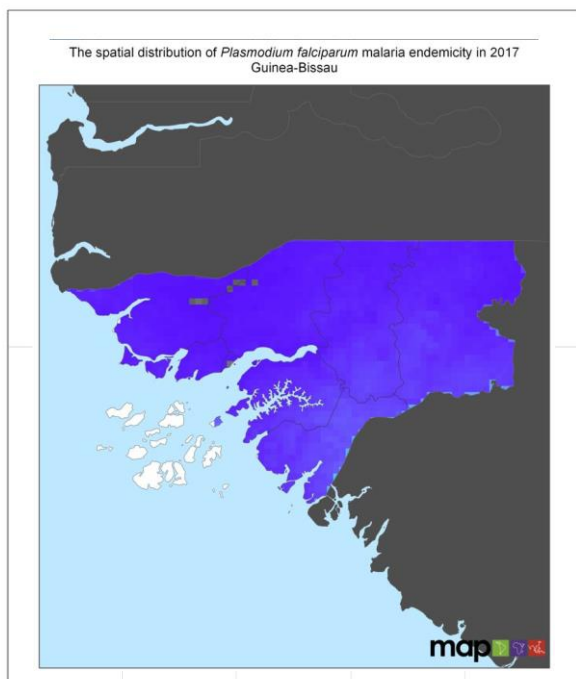 The spatial distribution of Plasmodium falciparum malaria endemicity in 2017
Guinea-Bissau
map